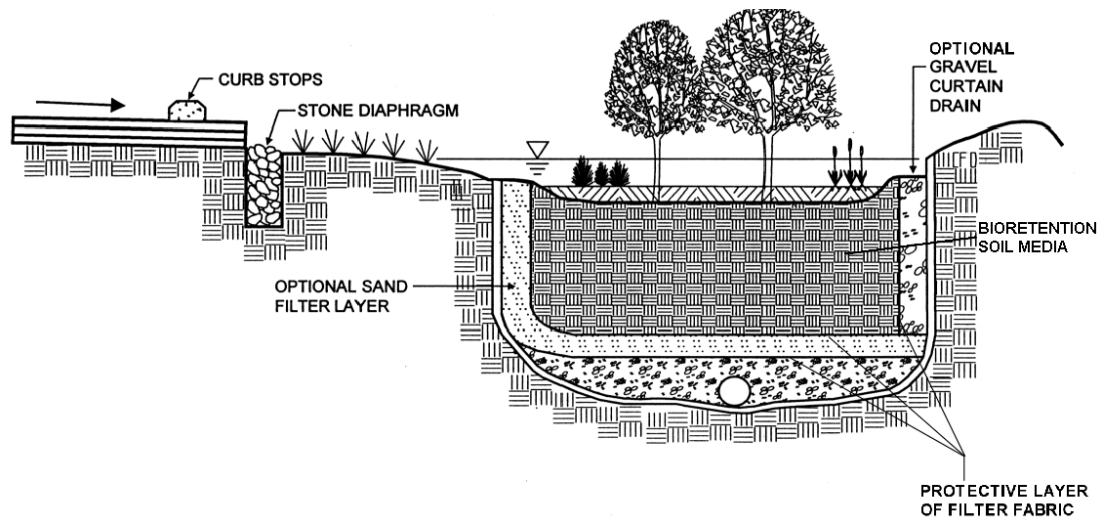 CURB STOPS
STONE DIAPHRAGM
OPTIONAL
GRAVEL
CURTAIN
DRAIN
BIORETENTION
SOIL MEDIA
OPTIONAL SAND
FILTER LAYER
PROTECTIVE LAYER
OF FILTER FABRIC